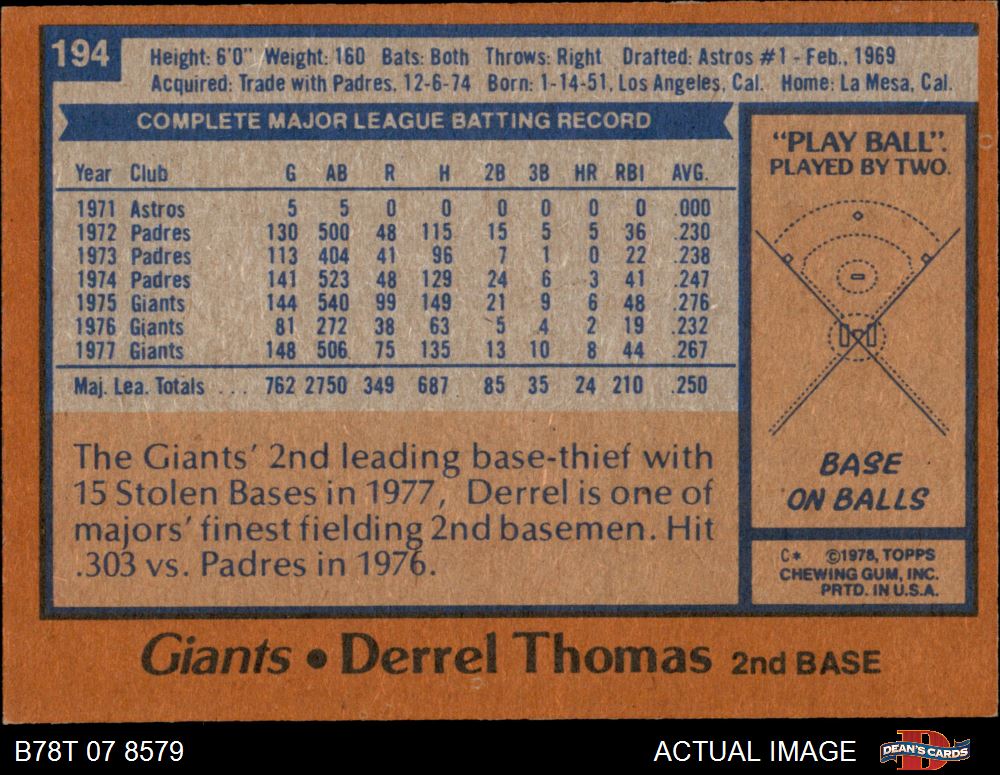 194
Height: 6'0" Weight: 160 Bats: Both Throws: Right Drafted: Astros #1 - Feb., 1969
Acquired: Trade with Padres, 12-6-74 Born: 1-14-51, Los Angeles, Cal. Home: La Mesa, Cal.
COMPLETE MAJOR LEAGUE BATTING RECORD
Year Club G AB R H 2B 3B HR RBI AVG.
1971 Astros 5 5 0 0 0 0 0 0 .000
1972 Padres 130 500 48 115 15 5 5 36 .230
1973 Padres 113 404 41 96 7 1 0 22 .238
1974 Padres 141 523 48 129 24 6 3 41 .247
1975 Giants 144 540 99 149 21 9 6 48 .276
1976 Giants 81 272 38 63 5 4 2 19 .232
1977 Giants 148 506 75 135 13 10 8 44 .267
Maj. Lea. Totals . . . 762 2750 349 687 85 35 24 210 .250
The Giants' 2nd leading base-thief with
15 Stolen Bases in 1977, Derrel is one of
majors' finest fielding 2nd basemen. Hit
.303 vs. Padres in 1976.
"PLAY BALL".
PLAYED BY TWO.
BASE
ON BALLS
C* ©1978, TOPPS
CHEWING GUM, INC.
PRTD. IN U.S.A.
Giants • Derrel Thomas 2nd BASE
B78T 07 8579
ACTUAL IMAGE
D
DEAN'S CARDS